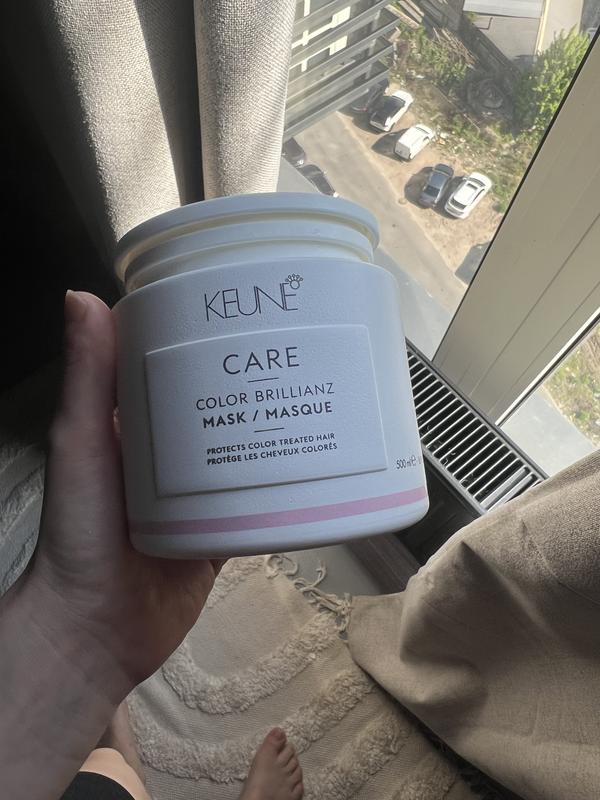 KEUNE
CARE
COLOR BRILLIANZ
MASK / MASQUE
PROTECTS COLOR TREATED HAIR
PROTÈGE LES CHEVEUX COLORÉS
500 ml ℮